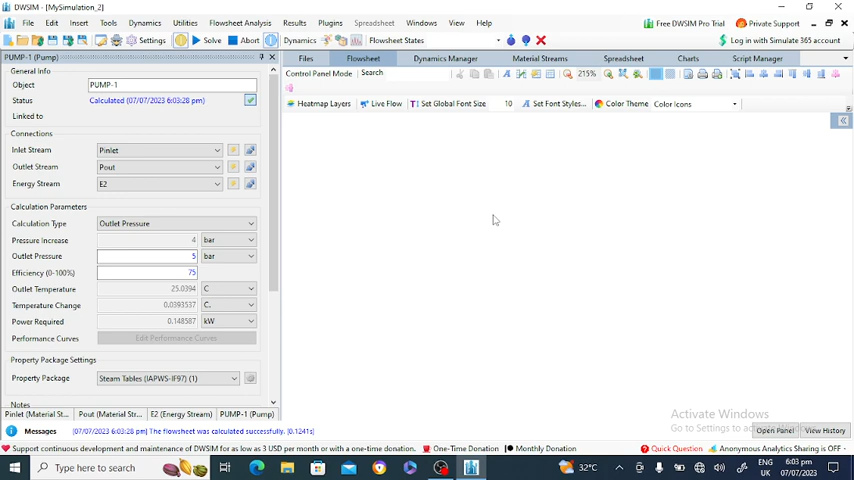 DWSIM - [MySimulation_2]
File Edit Insert Tools Dynamics Utilities Flowsheet Analysis Results Plugins Spreadsheet Windows View Help Free DWSIM Pro Trial Private Support
Settings Solve Abort Dynamics Flowsheet States Log in with Simulate 365 account
PUMP-1 (Pump) Files Flowsheet Dynamics Manager Material Streams Spreadsheet Charts Script Manager
General Info
Control Panel Mode Search 215%
Object PUMP-1
Status Calculated (07/07/2023 6:03:28 pm)
Heatmap Layers Live Flow Set Global Font Size 10 Set Font Styles... Color Theme Color Icons
Linked to
Connections
Inlet Stream Pinlet
Outlet Stream Pout
Energy Stream E2
Calculation Parameters
Calculation Type Outlet Pressure
Pressure Increase 4 bar
Outlet Pressure 5 bar
Efficiency (0-100%) 75
Outlet Temperature 25.0394 C
Temperature Change 0.0393537 C.
Power Required 0.148587 kW
Performance Curves Edit Performance Curves
Property Package Settings
Property Package Steam Tables (IAPWS-IF97) (1)
Notes
Pinlet (Material St... Pout (Material Str... E2 (Energy Stream) PUMP-1 (Pump)
Activate Windows
Go to Settings to
Messages [07/07/2023 6:03:28 pm] The flowsheet was calculated successfully. [0.1241s] Open Panel View History
Support continuous development and maintenance of DWSIM for as low as 3 USD per month or with a one-time donation. One-Time Donation Monthly Donation Quick Question Anonymous Analytics Sharing is OFF
Type here to search 32°C ENG UK 6:03 pm 07/07/2023